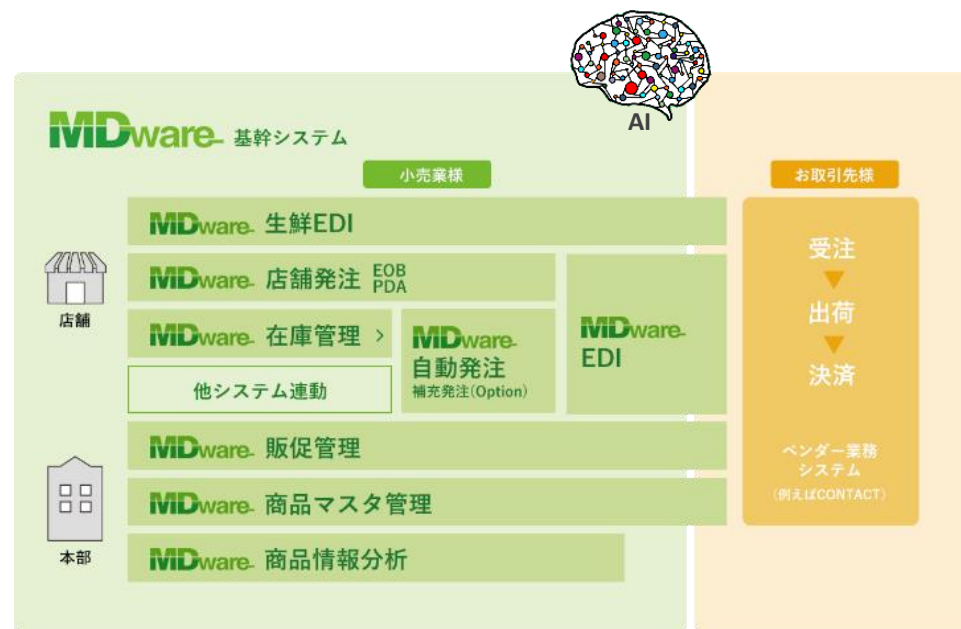 AI
MDware 基幹システム
小売業様
お取引先様
MDware 生鮮EDI
MDware 店舗発注 EOB
PDA
店舗
MDware 在庫管理 >
他システム連動
MDware
自動発注
補充発注(Option)
MDware
EDI
受注
出荷
決済
MDware 販促管理
MDware 商品マスタ管理
MDware 商品情報分析
本部
ベンダー業務
システム
(例えばCONTACT)